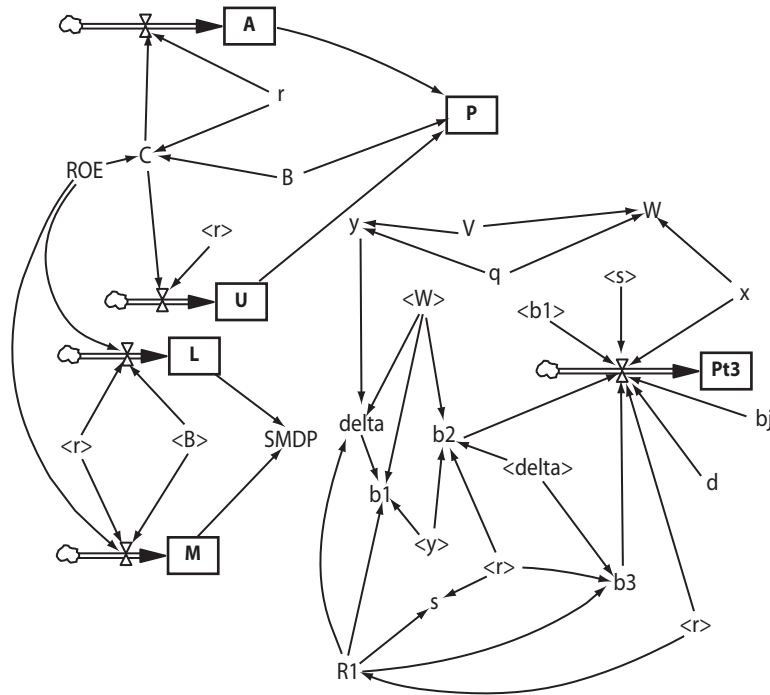 A
r
P
ROE
C
B
<r>
U
y
V
W
q
x
<W>
<s>
<b1>
L
Pt3
<r>
<B>
SMDP
delta
b2
bj
<delta>
d
b1
M
<y>
<r>
b3
s
<r>
R1